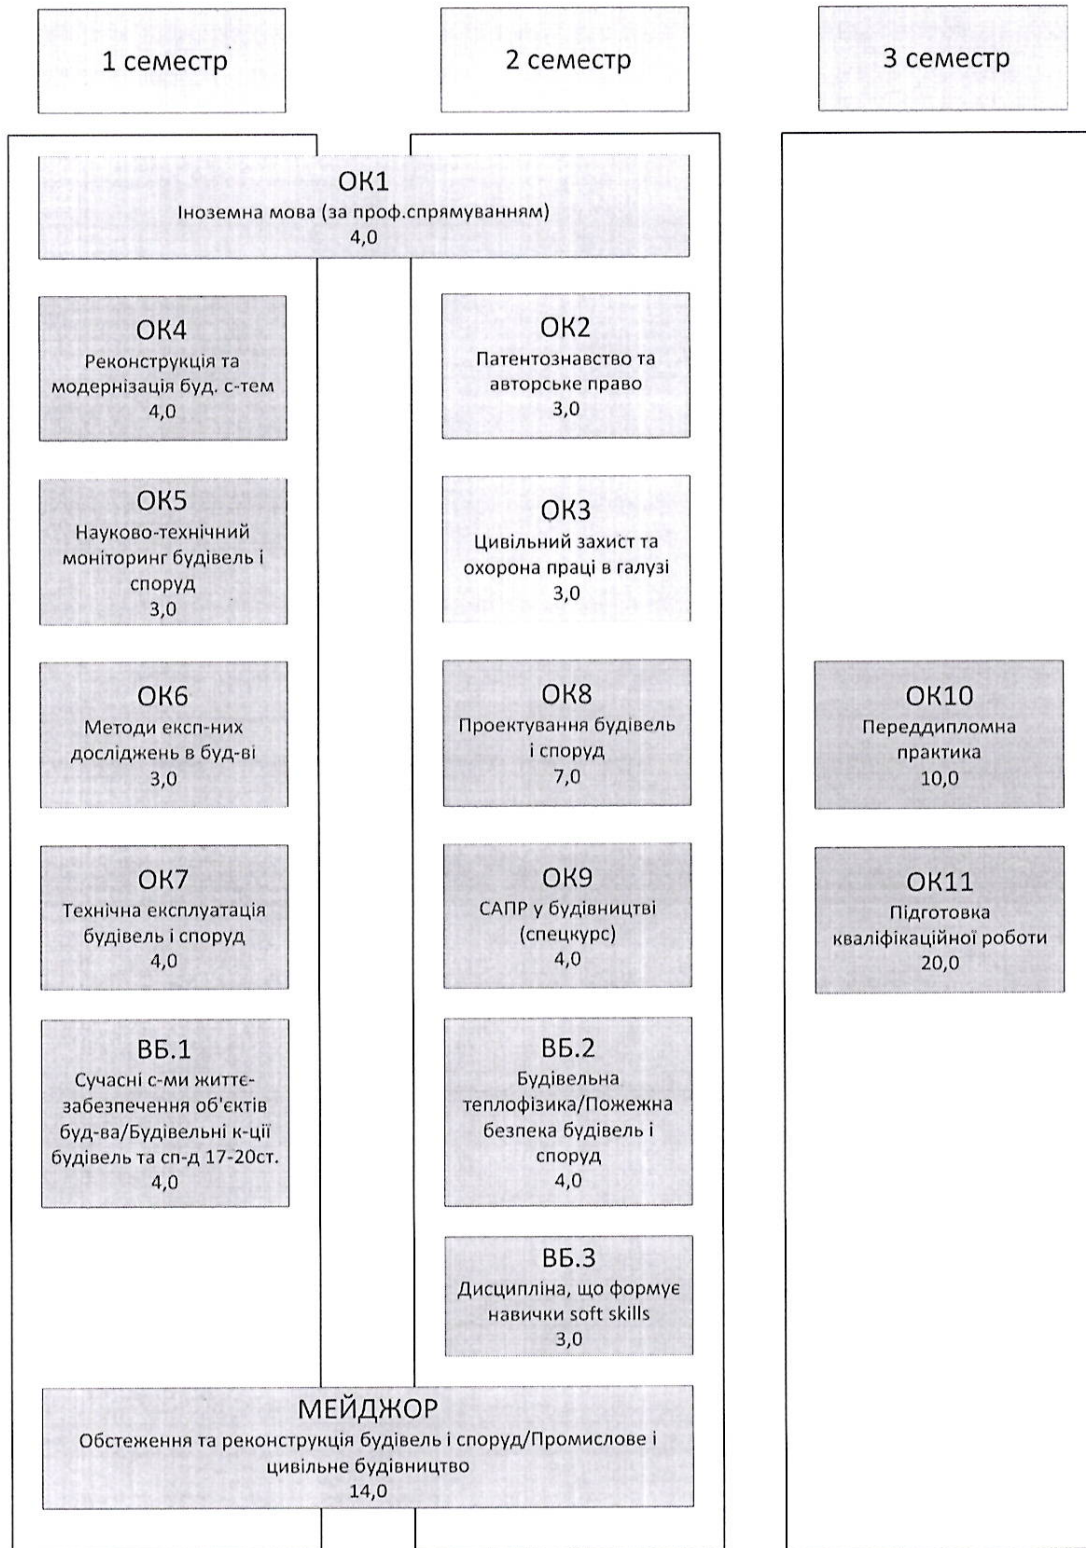 1 семестр
2 семестр
3 семестр
ОК1
Іноземна мова (за проф.спрямуванням)
4,0
ОК4
Реконструкція та
модернізація буд. с-тем
4,0
ОК2
Патентознавство та
авторське право
3,0
ОК5
Науково-технічний
моніторинг будівель і
споруд
3,0
ОК3
Цивільний захист та
охорона праці в галузі
3,0
ОК6
Методи експ-них
досліджень в буд-ві
3,0
ОК8
Проектування будівель
і споруд
7,0
ОК10
Переддипломна
практика
10,0
ОК7
Технічна експлуатація
будівель і споруд
4,0
ОК9
САПР у будівництві
(спецкурс)
4,0
ОК11
Підготовка
кваліфікаційної роботи
20,0
ВБ.1
Сучасні с-ми життє-
забезпечення об'єктів
буд-ва/Будівельні к-ції
будівель та сп-д 17-20ст.
4,0
ВБ.2
Будівельна
теплофізика/Пожежна
безпека будівель і
споруд
4,0
ВБ.3
Дисципліна, що формує
навички soft skills
3,0
МЕЙДЖОР
Обстеження та реконструкція будівель і споруд/Промислове і
цивільне будівництво
14,0